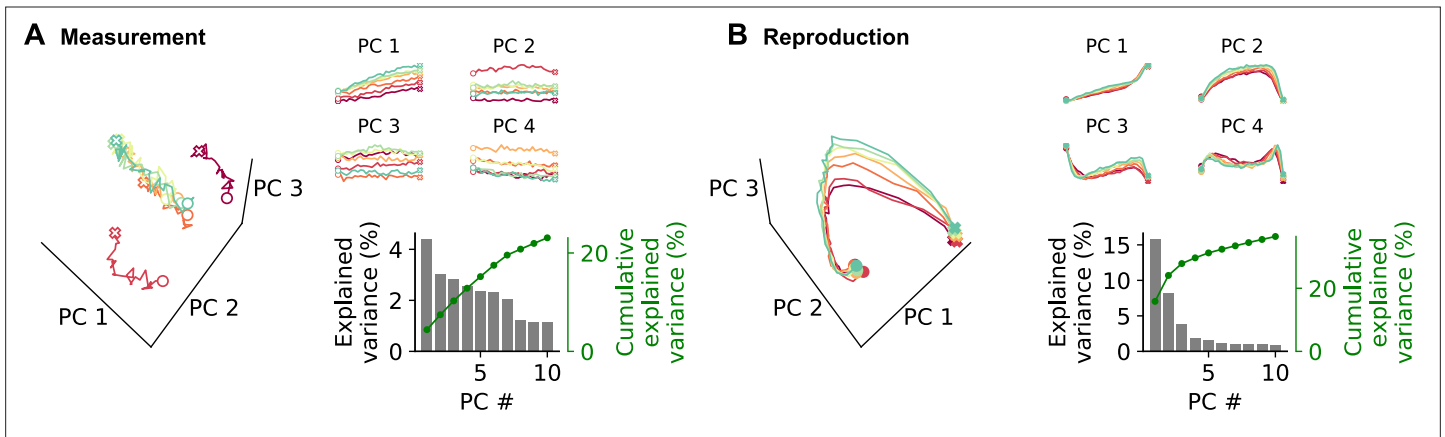 A Measurement
PC 1
PC 2
PC 3
PC 4
PC 3
PC 1
PC 2
Explained
variance (%)
4
2
0
20
0
Cumulative
explained
variance (%)
5
10
PC #
B Reproduction
PC 1
PC 2
PC 3
PC 4
PC 3
PC 2
PC 1
Explained
variance (%)
15
10
5
0
20
0
Cumulative
explained
variance (%)
5
10
PC #